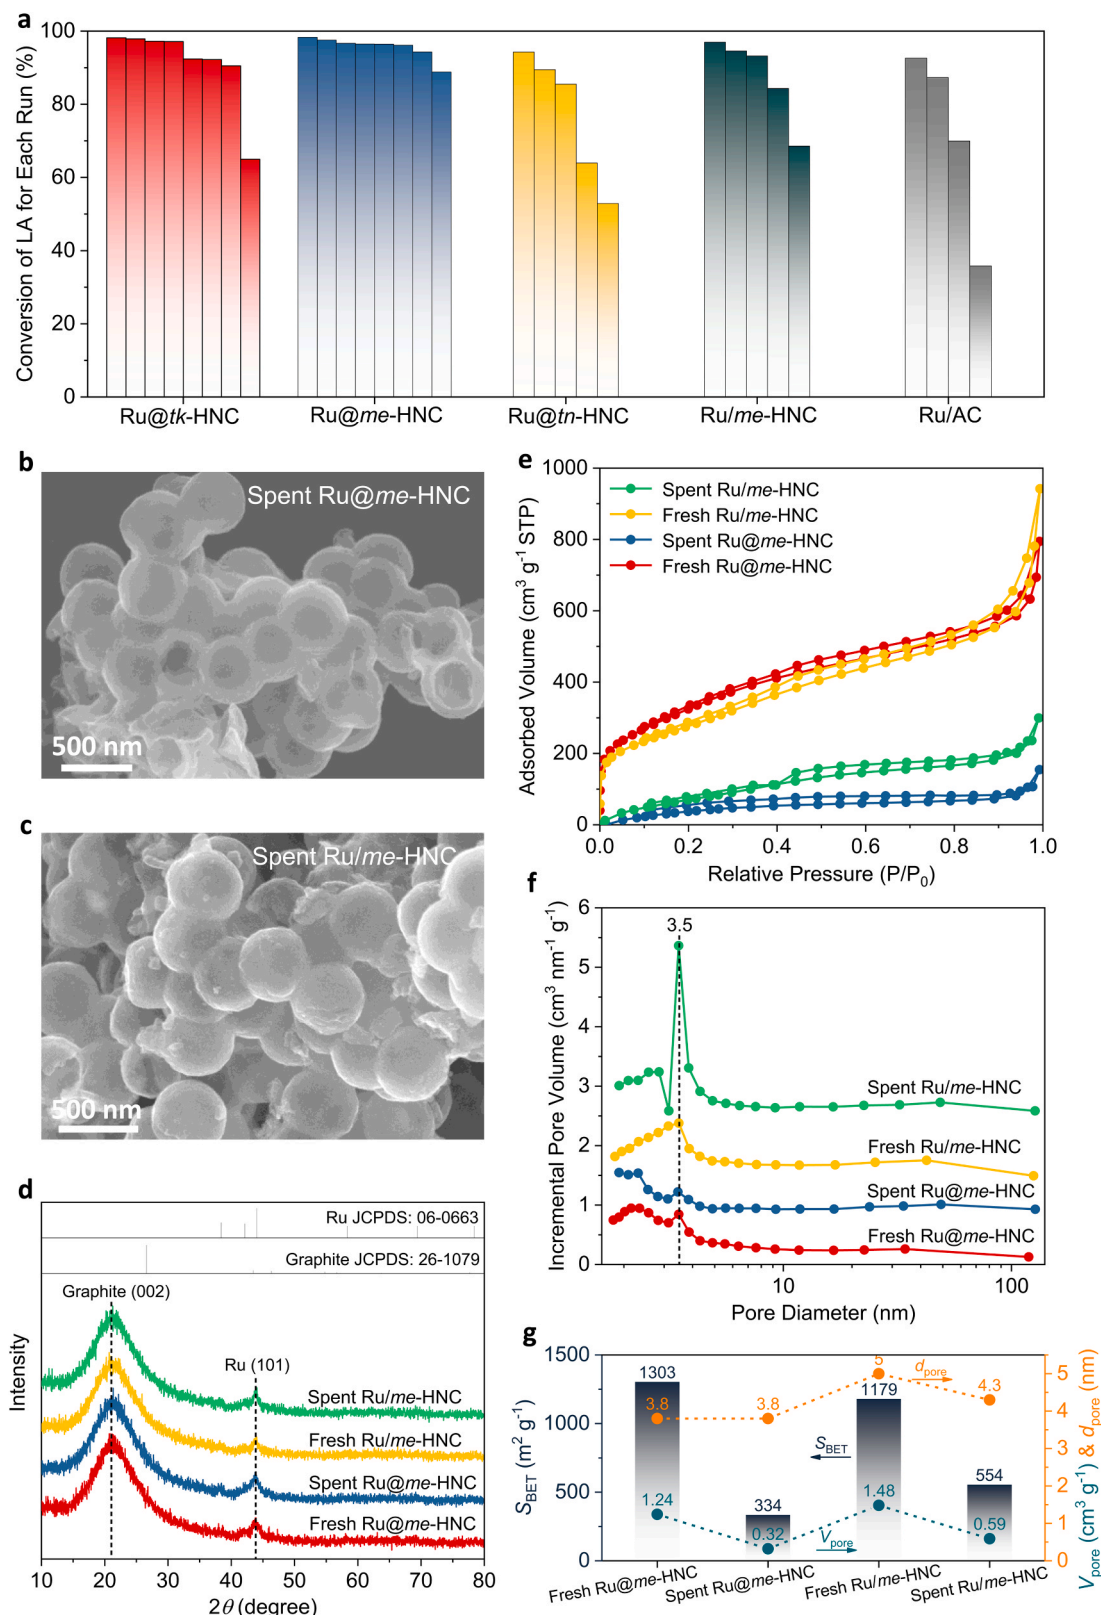 a
Conversion of LA for Each Run (%)
100
80
60
40
20
0
Ru@tk-HNC
Ru@me-HNC
Ru@tn-HNC
Ru/me-HNC
Ru/AC
b
Spent Ru@me-HNC
500 nm
c
Spent Ru/me-HNC
500 nm
d
Ru JCPDS: 06-0663
Graphite JCPDS: 26-1079
Graphite (002)
Ru (101)
Spent Ru/me-HNC
Fresh Ru/me-HNC
Spent Ru@me-HNC
Fresh Ru@me-HNC
Intensity
10 20 30 40 50 60 70 80
2θ (degree)
e
Adsorbed Volume (cm³ g⁻¹ STP)
1000
800
600
400
200
0
Spent Ru/me-HNC
Fresh Ru/me-HNC
Spent Ru@me-HNC
Fresh Ru@me-HNC
0.0 0.2 0.4 0.6 0.8 1.0
Relative Pressure (P/P₀)
f
Incremental Pore Volume (cm³ nm⁻¹ g⁻¹)
6
5
4
3
2
1
0
3.5
Spent Ru/me-HNC
Fresh Ru/me-HNC
Spent Ru@me-HNC
Fresh Ru@me-HNC
10 100
Pore Diameter (nm)
g
S_BET (m² g⁻¹)
1500
1000
500
0
1303
334
1179
554
3.8
3.8
5
4.3
1.24
0.32
1.48
0.59
d_pore
S_BET
V_pore
5
4
3
2
1
0
V_pore (cm³ g⁻¹) & d_pore (nm)
Fresh Ru@me-HNC
Spent Ru@me-HNC
Fresh Ru/me-HNC
Spent Ru/me-HNC